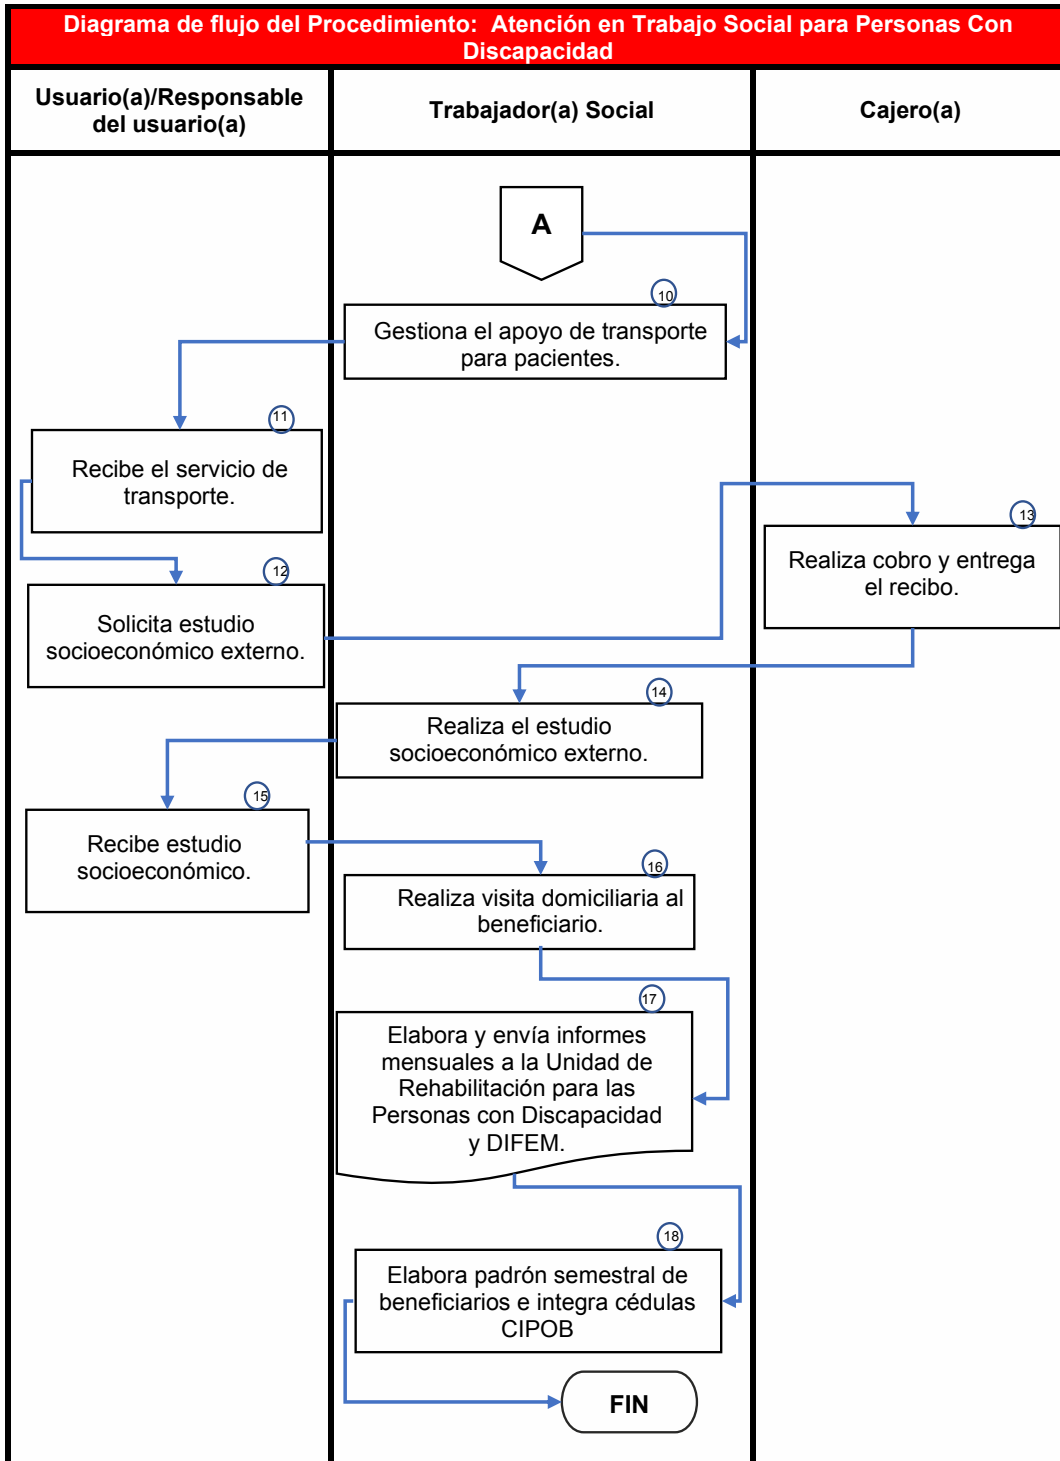 Diagrama de flujo del Procedimiento: Atención en Trabajo Social para Personas Con
Discapacidad
Usuario(a)/Responsable
del usuario(a)
Trabajador(a) Social
Cajero(a)
A
10
Gestiona el apoyo de transporte
para pacientes.
11
Recibe el servicio de
transporte.
12
Solicita estudio
socioeconómico externo.
13
Realiza cobro y entrega
el recibo.
14
Realiza el estudio
socioeconómico externo.
15
Recibe estudio
socioeconómico.
16
Realiza visita domiciliaria al
beneficiario.
17
Elabora y envía informes
mensuales a la Unidad de
Rehabilitación para las
Personas con Discapacidad
y DIFEM.
18
Elabora padrón semestral de
beneficiarios e integra cédulas
CIPOB
FIN